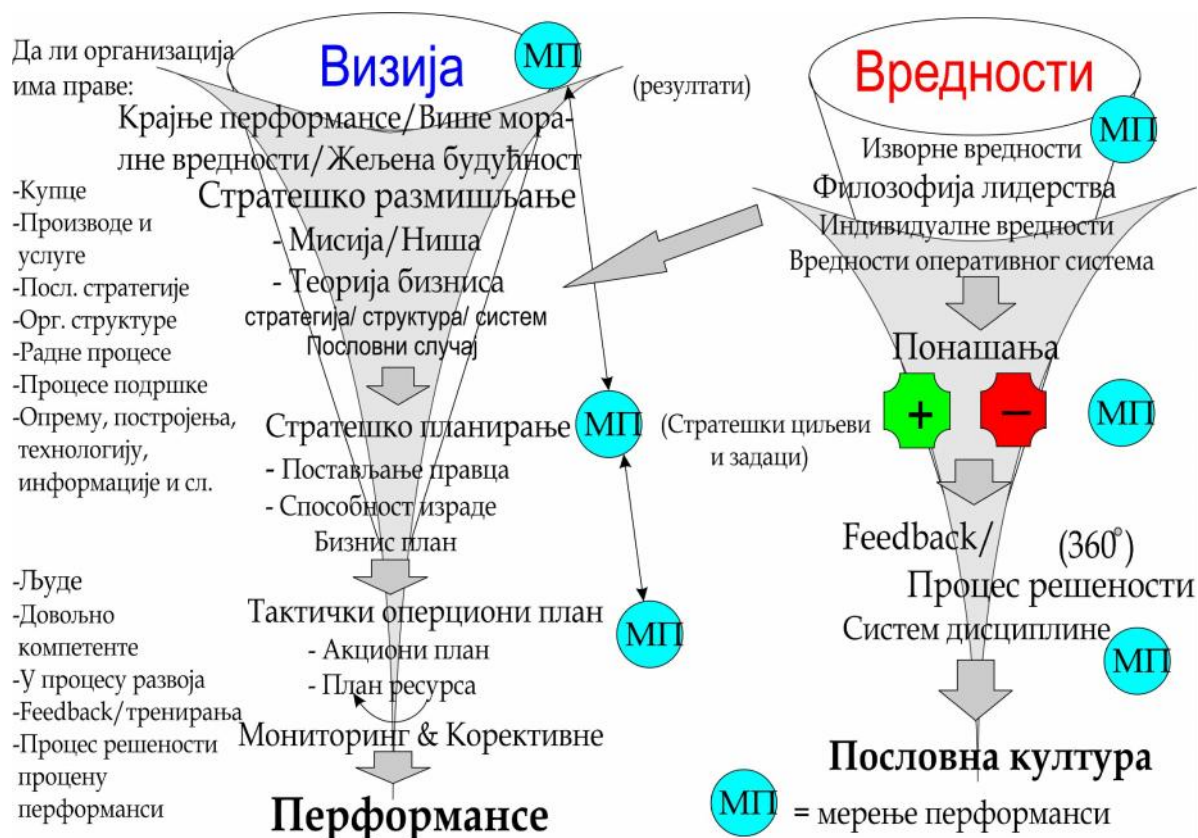 Да ли организација
има праве:
-Купце
-Производе и
услуге
-Посл. стратегије
-Орг. структуре
-Радне процесе
-Процесе подршке
-Опрему, постројења,
технологију,
информације и сл.
-Људе
-Довољно
компетенте
-У процесу развоја
-Feedback/тренирања
-Процес решености
процену
перформанси
Визија
МП
Крајње перформансе/Више мора-
лне вредности/Жељена будућност
Стратешко размишљање
- Мисија/Ниша
- Теорија бизниса
стратегија/ структура/ систем
Пословни случај
Стратешко планирање
МП
- Постављање правца
- Способност израде
Бизнис план
Тактички оперциони план
МП
- Акциони план
- План ресурса
Мониторинг & Корективне
Перформансе
(резултати)
(Стратешки циљеви
и задаци)
Вредности
МП
Изворне вредности
Филозофија лидерства
Индивидуалне вредности
Вредности оперативног система
Понашања
+
−
МП
Feedback/ (360°)
Процес решености
Систем дисциплине
МП
Пословна култура
МП = мерење перформанси